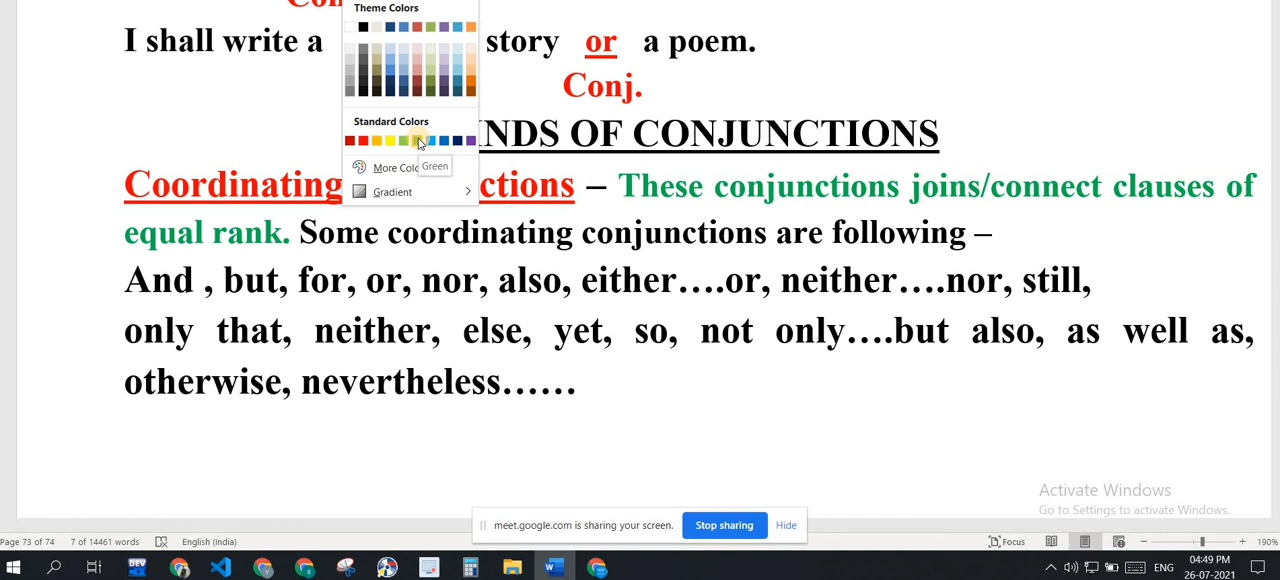 Con
Theme Colors
I shall write a story or a poem.
Conj.
Standard Colors
INDS OF CONJUNCTIONS
More Colo
Green
Coordinating ctions – These conjunctions joins/connect clauses of
Gradient
equal rank. Some coordinating conjunctions are following –
And , but, for, or, nor, also, either….or, neither….nor, still,
only that, neither, else, yet, so, not only….but also, as well as,
otherwise, nevertheless……
Activate Windows
Go to Settings to activate Windows.
meet.google.com is sharing your screen. Stop sharing Hide
Page 73 of 74 7 of 14461 words English (India) Focus 190%
DEV W ENG 04:49 PM
26-07-2021